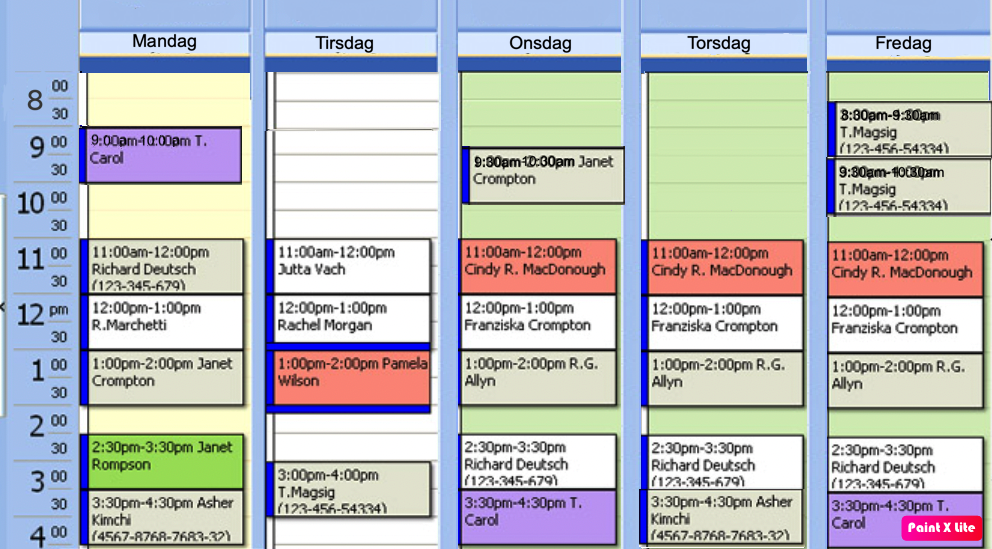 Mandag
Tirsdag
Onsdag
Torsdag
Fredag
8 00
30
9 00
30
10 00
30
11 00
30
12 pm
30
1 00
30
2 00
30
3 00
30
4 00
9:00am-10:00pm T.
Carol
11:00am-12:00pm
Richard Deutsch
(123-345-679)
12:00pm-1:00pm
R.Marchetti
1:00pm-2:00pm Janet
Crompton
2:30pm-3:30pm Janet
Rompson
3:30pm-4:30pm Asher
Kimchi
(4567-8768-7683-32)
11:00am-12:00pm
Jutta Vach
12:00pm-1:00pm
Rachel Morgan
1:00pm-2:00pm Pamela
Wilson
3:00pm-4:00pm
T.Magsig
(123-456-54334)
Janet
Crompton
11:00am-12:00pm
Cindy R. MacDonough
12:00pm-1:00pm
Franziska Crompton
1:00pm-2:00pm R.G.
Allyn
2:30pm-3:30pm
Richard Deutsch
(123-345-679)
3:30pm-4:30pm T.
Carol
11:00am-12:00pm
Cindy R. MacDonough
12:00pm-1:00pm
Franziska Crompton
1:00pm-2:00pm R.G.
Allyn
2:30pm-3:30pm
Richard Deutsch
(123-345-679)
3:30pm-4:30pm Asher
Kimchi
(4567-8768-7683-32)
8:30am-9:30am
T.Magsig
(123-456-54334)
9:30am-10:30am
T.Magsig
(123-456-54334)
11:00am-12:00pm
Cindy R. MacDonough
12:00pm-1:00pm
Franziska Crompton
1:00pm-2:00pm R.G.
Allyn
2:30pm-3:30pm
Richard Deutsch
(123-345-679)
3:30pm-4:30pm T.
Carol
Paint X Lite